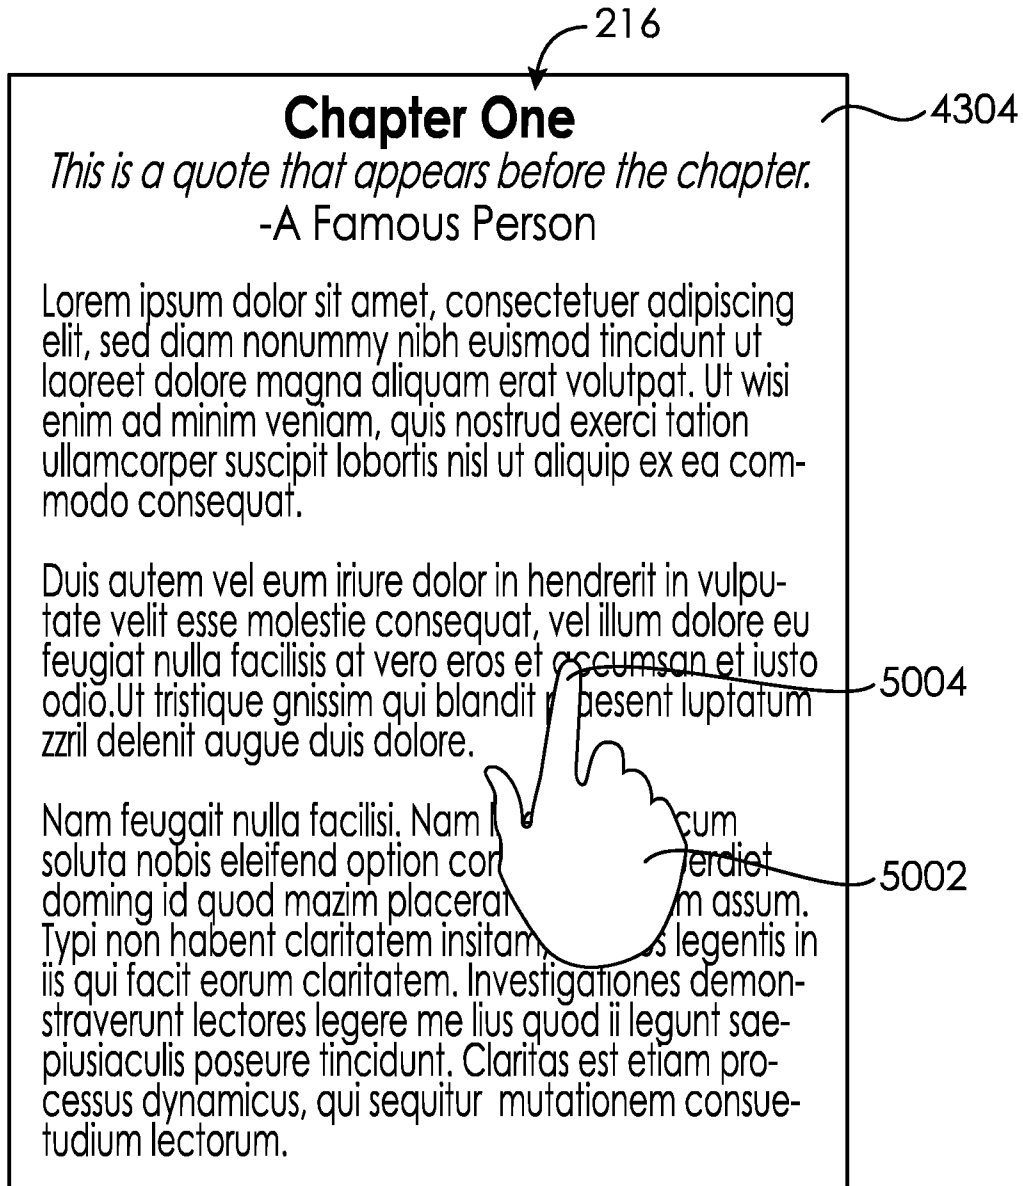 216
4304
Chapter One
This is a quote that appears before the chapter.
-A Famous Person
Lorem ipsum dolor sit amet, consectetuer adipiscing
elit, sed diam nonummy nibh euismod tincidunt ut
laoreet dolore magna aliquam erat volutpat. Ut wisi
enim ad minim veniam, quis nostrud exerci tation
ullamcorper suscipit lobortis nisl ut aliquip ex ea com-
modo consequat.
Duis autem vel eum iriure dolor in hendrerit in vulpu-
tate velit esse molestie consequat, vel illum dolore eu
feugiat nulla facilisis at vero eros et accumsan et iusto
5004
odio.Ut tristique gnissim qui blandit luptatum
zzril delenit augue duis dolore.
Nam feugait nulla facilisi. Nam cum
soluta nobis eleifend option
5002
doming id quod mazim placerat assum.
Typi non habent claritatem insitam, legentis in
iis qui facit eorum claritatem. Investigationes demon-
straverunt lectores legere me lius quod ii legunt sae-
piusiaculis poseure tincidunt. Claritas est etiam pro-
cessus dynamicus, qui sequitur mutationem consue-
tudium lectorum.